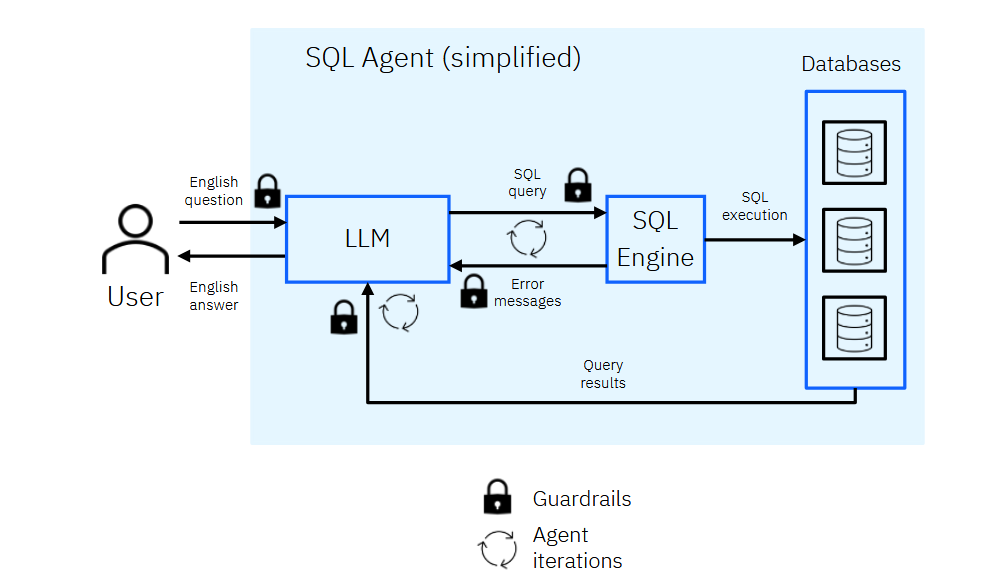 SQL Agent (simplified)
Databases
English
question
SQL
query
SQL
execution
LLM
SQL
Engine
User
English
answer
Error
messages
Query
results
Guardrails
Agent
iterations